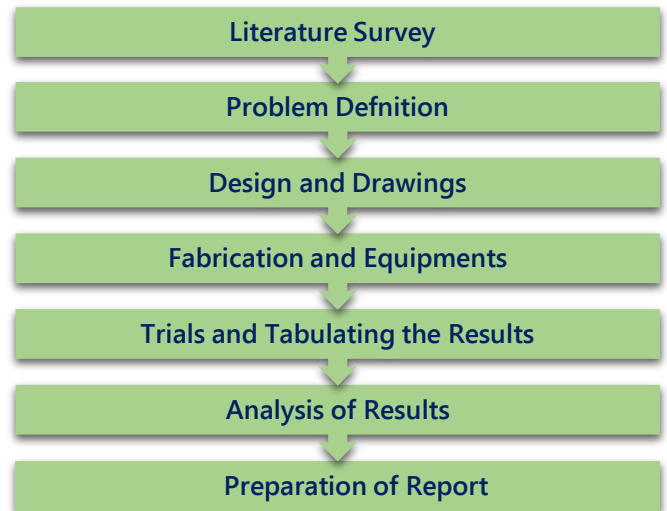 Literature Survey
Problem Defnition
Design and Drawings
Fabrication and Equipments
Trials and Tabulating the Results
Analysis of Results
Preparation of Report